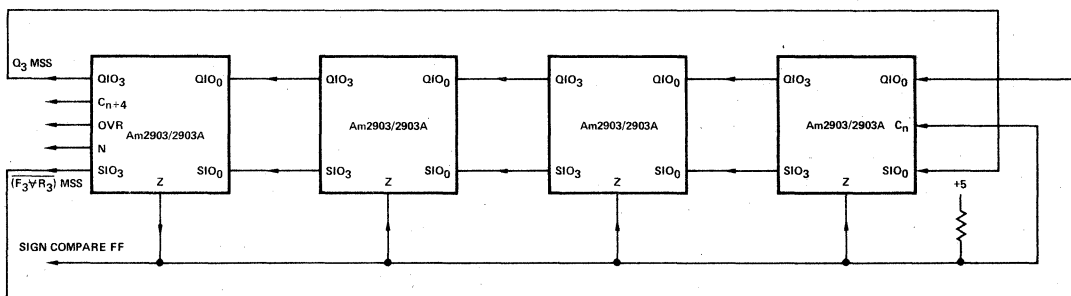 Q₃ MSS
QIO₃ QIO₀ QIO₃ QIO₀ QIO₃ QIO₀ QIO₃ QIO₀
Cₙ₊₄
OVR Am2903/2903A Am2903/2903A Am2903/2903A Am2903/2903A Cₙ
N
SIO₃ SIO₀ SIO₃ SIO₀ SIO₃ SIO₀ SIO₃ SIO₀
(F₃∀R₃) MSS Z Z Z Z +5
SIGN COMPARE FF